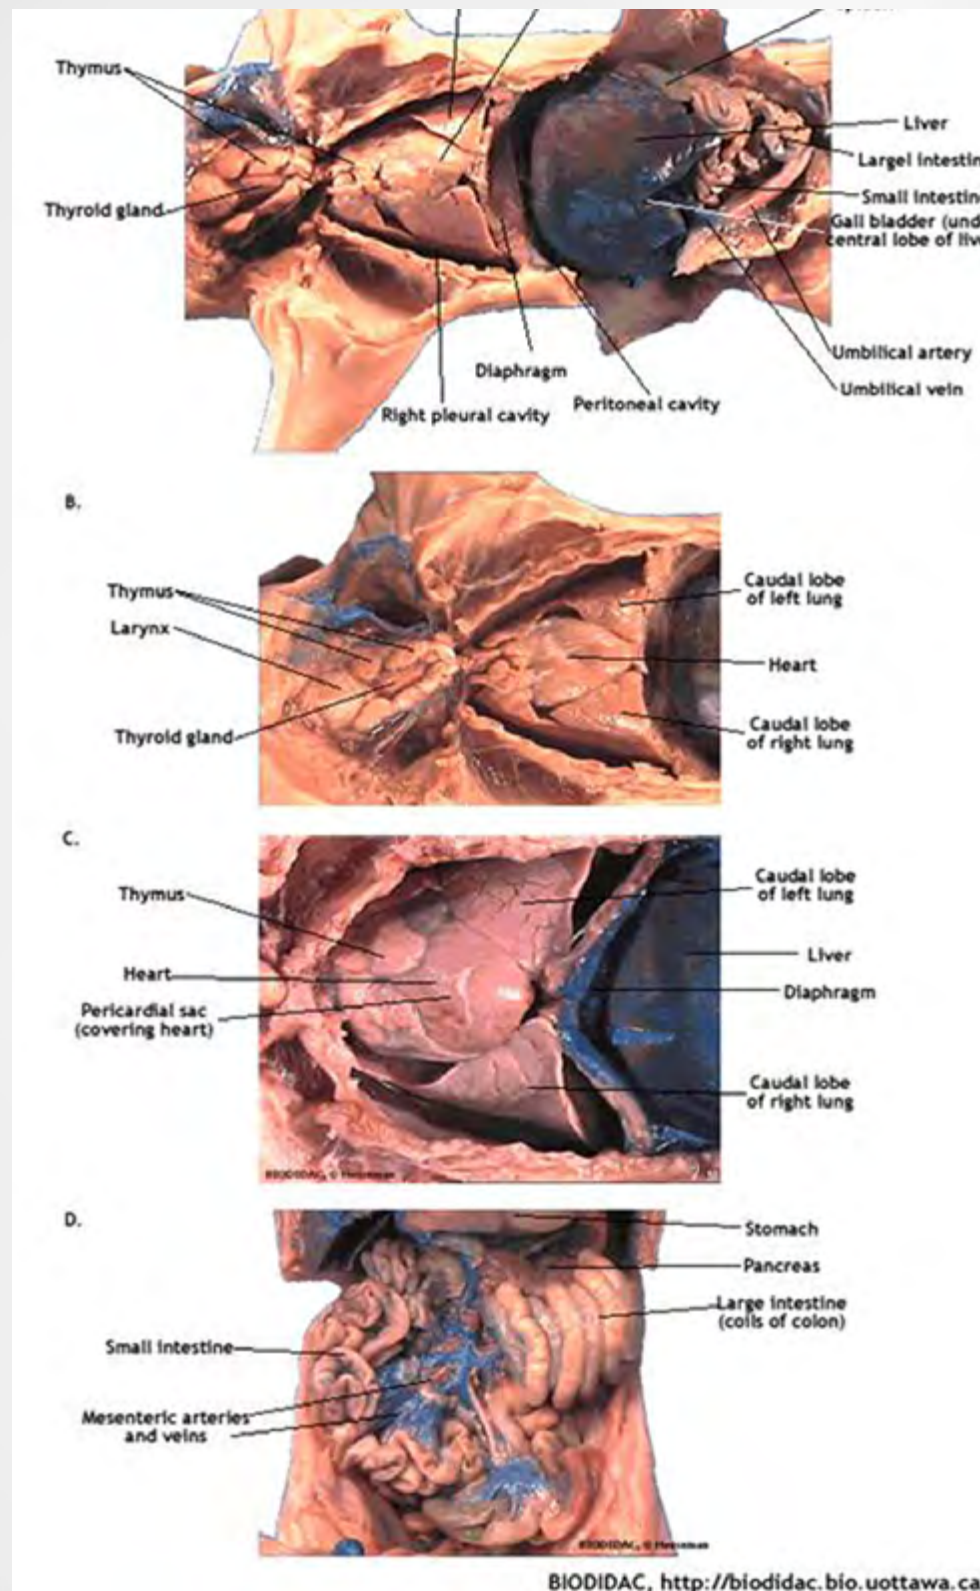 Thymus
Liver
Largel intestin
Thyroid gland
Small intestine
Gall bladder (und
central lobe of live
Umbilical artery
Diaphragm
Umbilical vein
Peritoneal cavity
Right pleural cavity
B.
Caudal lobe
of left lung
Thymus
Larynx
Heart
Thyroid gland
Caudal lobe
of right lung
C.
Caudal lobe
of left lung
Thymus
Liver
Heart
Diaphragm
Pericardial sac
(covering heart)
Caudal lobe
of right lung
BIODIDAC, ©
D.
Stomach
Pancreas
Large intestine
(coils of colon)
Small intestine
Mesenteric arteries
and veins
BIODIDAC, ©
BIODIDAC, http://biodidac.bio.uottawa.ca